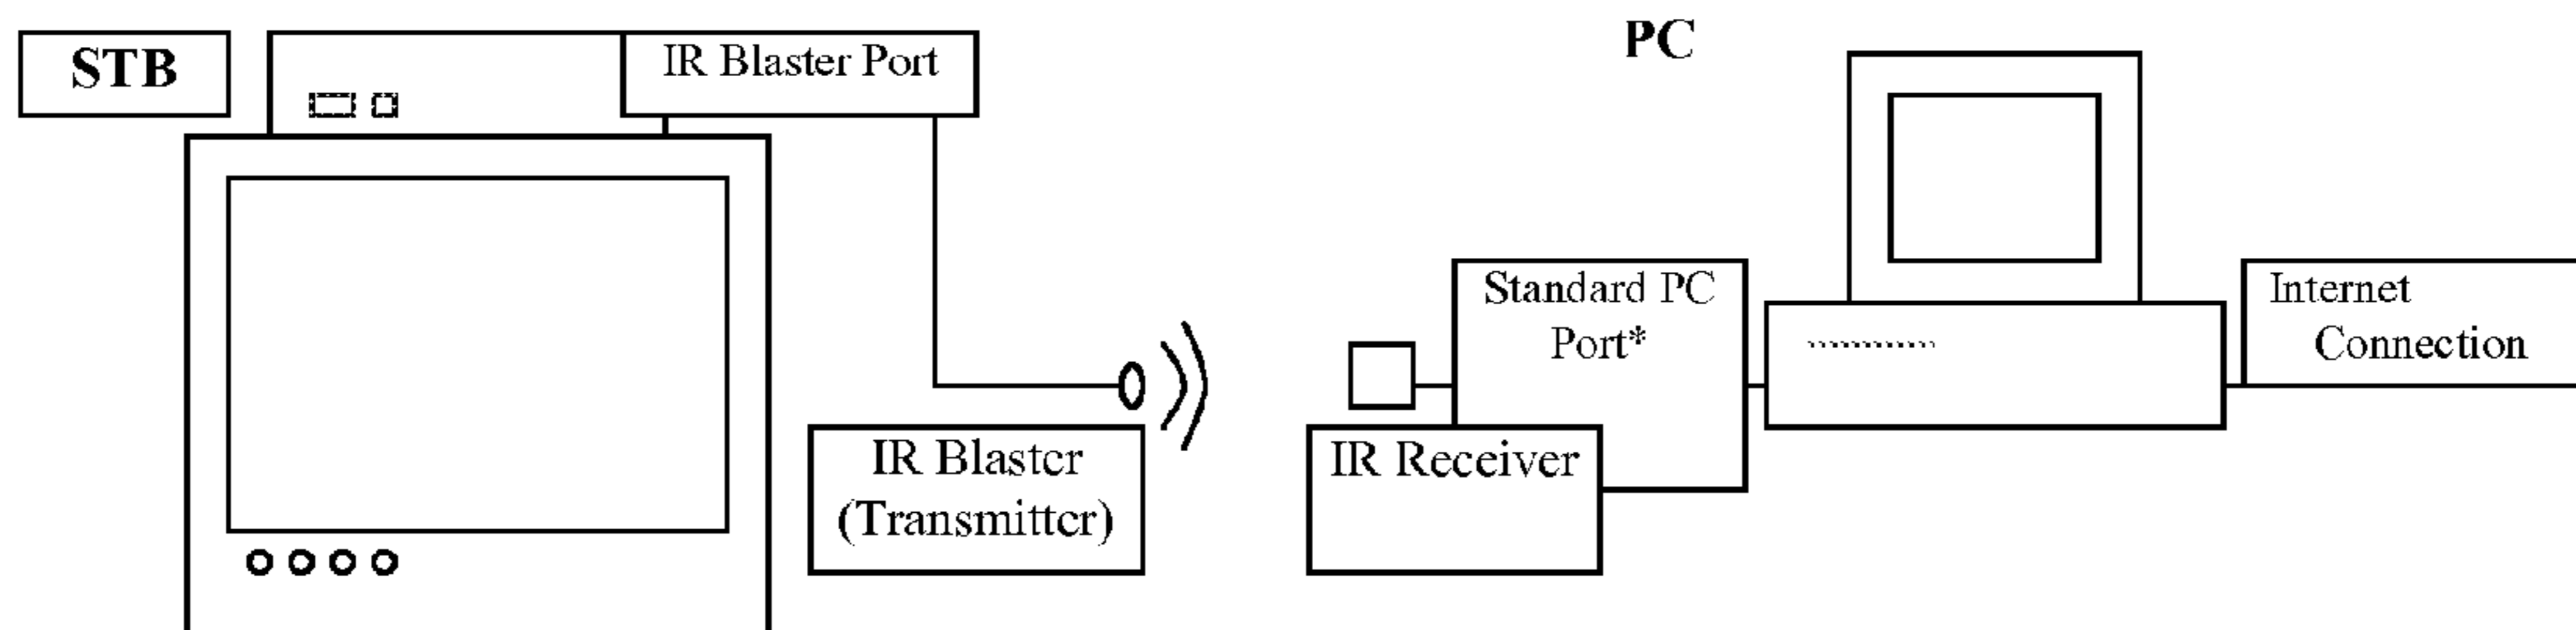 STB
IR Blaster Port
PC
Standard PC
Port*
Internet
Connection
IR Blaster
(Transmitter)
IR Receiver